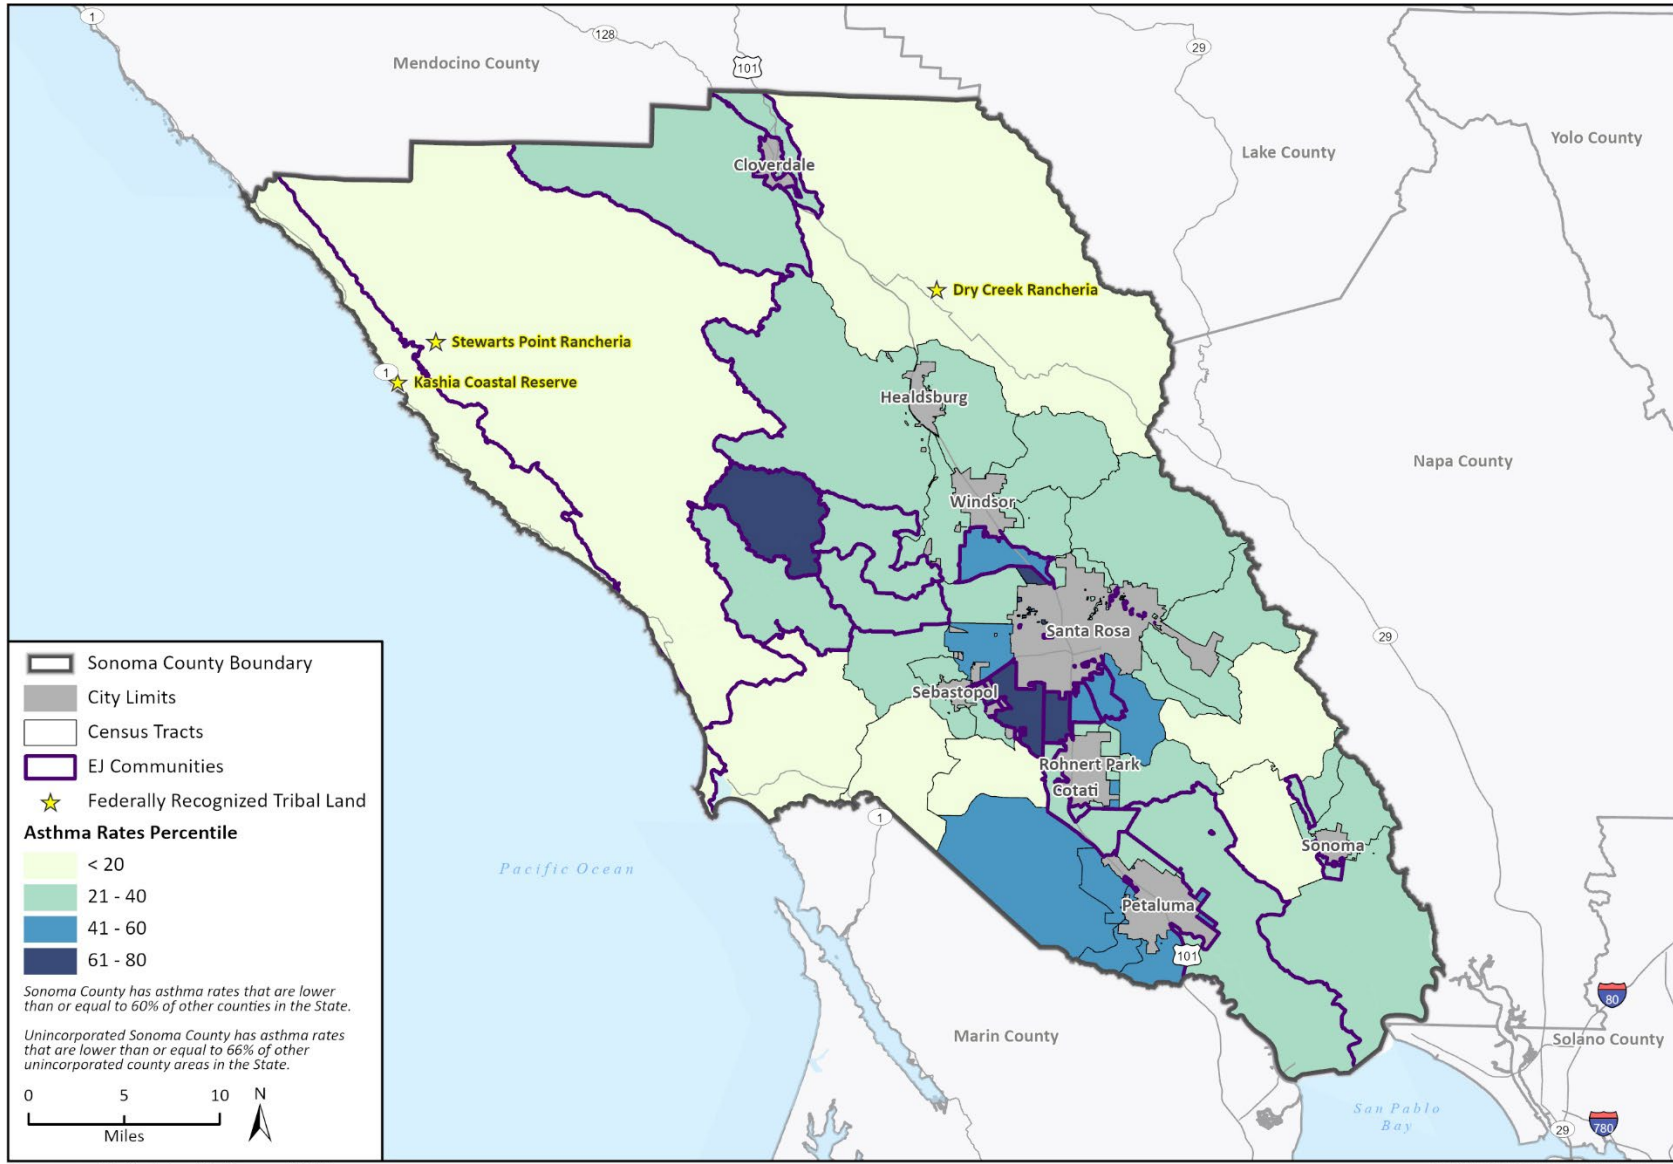 1
128
101
29
Mendocino County
Lake County
Yolo County
Cloverdale
Dry Creek Rancheria
Stewarts Point Rancheria
1
Kashia Coastal Reserve
Healdsburg
Napa County
Windsor
Santa Rosa
29
Sebastopol
Rohnert Park
Cotati
1
Sonoma
Pacific Ocean
Petaluma
101
80
Marin County
Solano County
San Pablo
Bay
29
780
Sonoma County Boundary
City Limits
Census Tracts
EJ Communities
Federally Recognized Tribal Land
Asthma Rates Percentile
< 20
21 - 40
41 - 60
61 - 80
Sonoma County has asthma rates that are lower
than or equal to 60% of other counties in the State.
Unincorporated Sonoma County has asthma rates
that are lower than or equal to 66% of other
unincorporated county areas in the State.
0 5 10
Miles
N